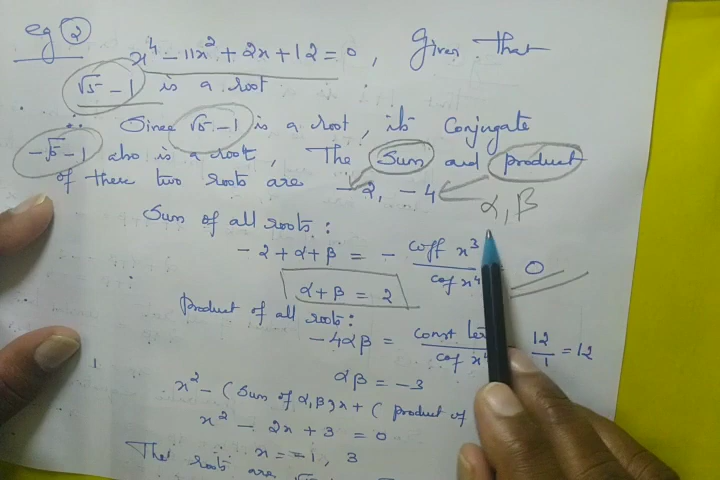 eg ②
x⁴ - 11x² + 2x + 12 = 0, Given that
√5 - 1 is a root
∴ Since √5 - 1 is a root, its Conjugate
-√5 - 1 also is a root, The Sum and product
of these two roots are -2, -4
α, β
Sum of all roots:
-2 + α + β = - coff x³ / cof x⁴ 0
α + β = 2
Product of all roots:
-4αβ = const / cof 12/1 = 12
αβ = -3
x² - (Sum of α, β)x + (product of
x² - 2x + 3 = 0
x = -1, 3
The roots are